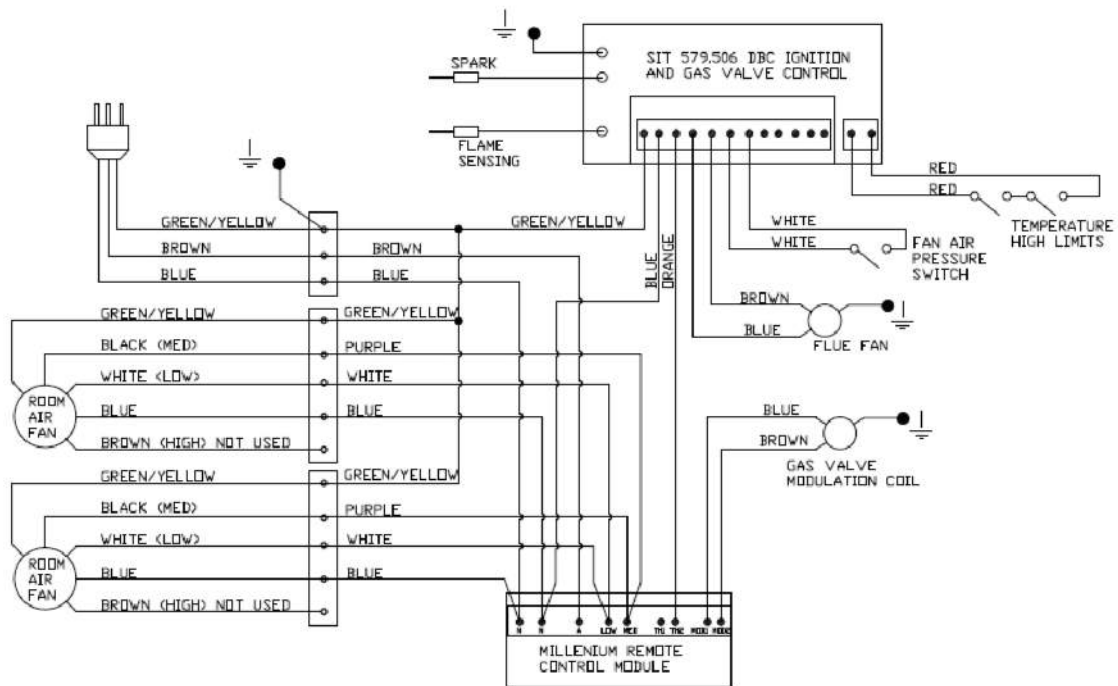 SIT 579.506 DBC IGNITION
AND GAS VALVE CONTROL
SPARK
FLAME
SENSING
RED
RED
TEMPERATURE
HIGH LIMITS
WHITE
WHITE
FAN AIR
PRESSURE
SWITCH
GREEN/YELLOW
GREEN/YELLOW
BROWN
BROWN
BLUE
BLUE
BLUE
ORANGE
BROWN
BLUE
FLUE FAN
GREEN/YELLOW
GREEN/YELLOW
BLACK (MED)
PURPLE
WHITE (LOW)
WHITE
ROOM
AIR
FAN
BLUE
BLUE
BROWN (HIGH) NOT USED
BLUE
BROWN
GAS VALVE
MODULATION COIL
GREEN/YELLOW
GREEN/YELLOW
BLACK (MED)
PURPLE
WHITE (LOW)
WHITE
ROOM
AIR
FAN
BLUE
BLUE
BROWN (HIGH) NOT USED
N N A LOW MED TH1 TH2 MOD1 MOD2
MILLENIUM REMOTE
CONTROL MODULE